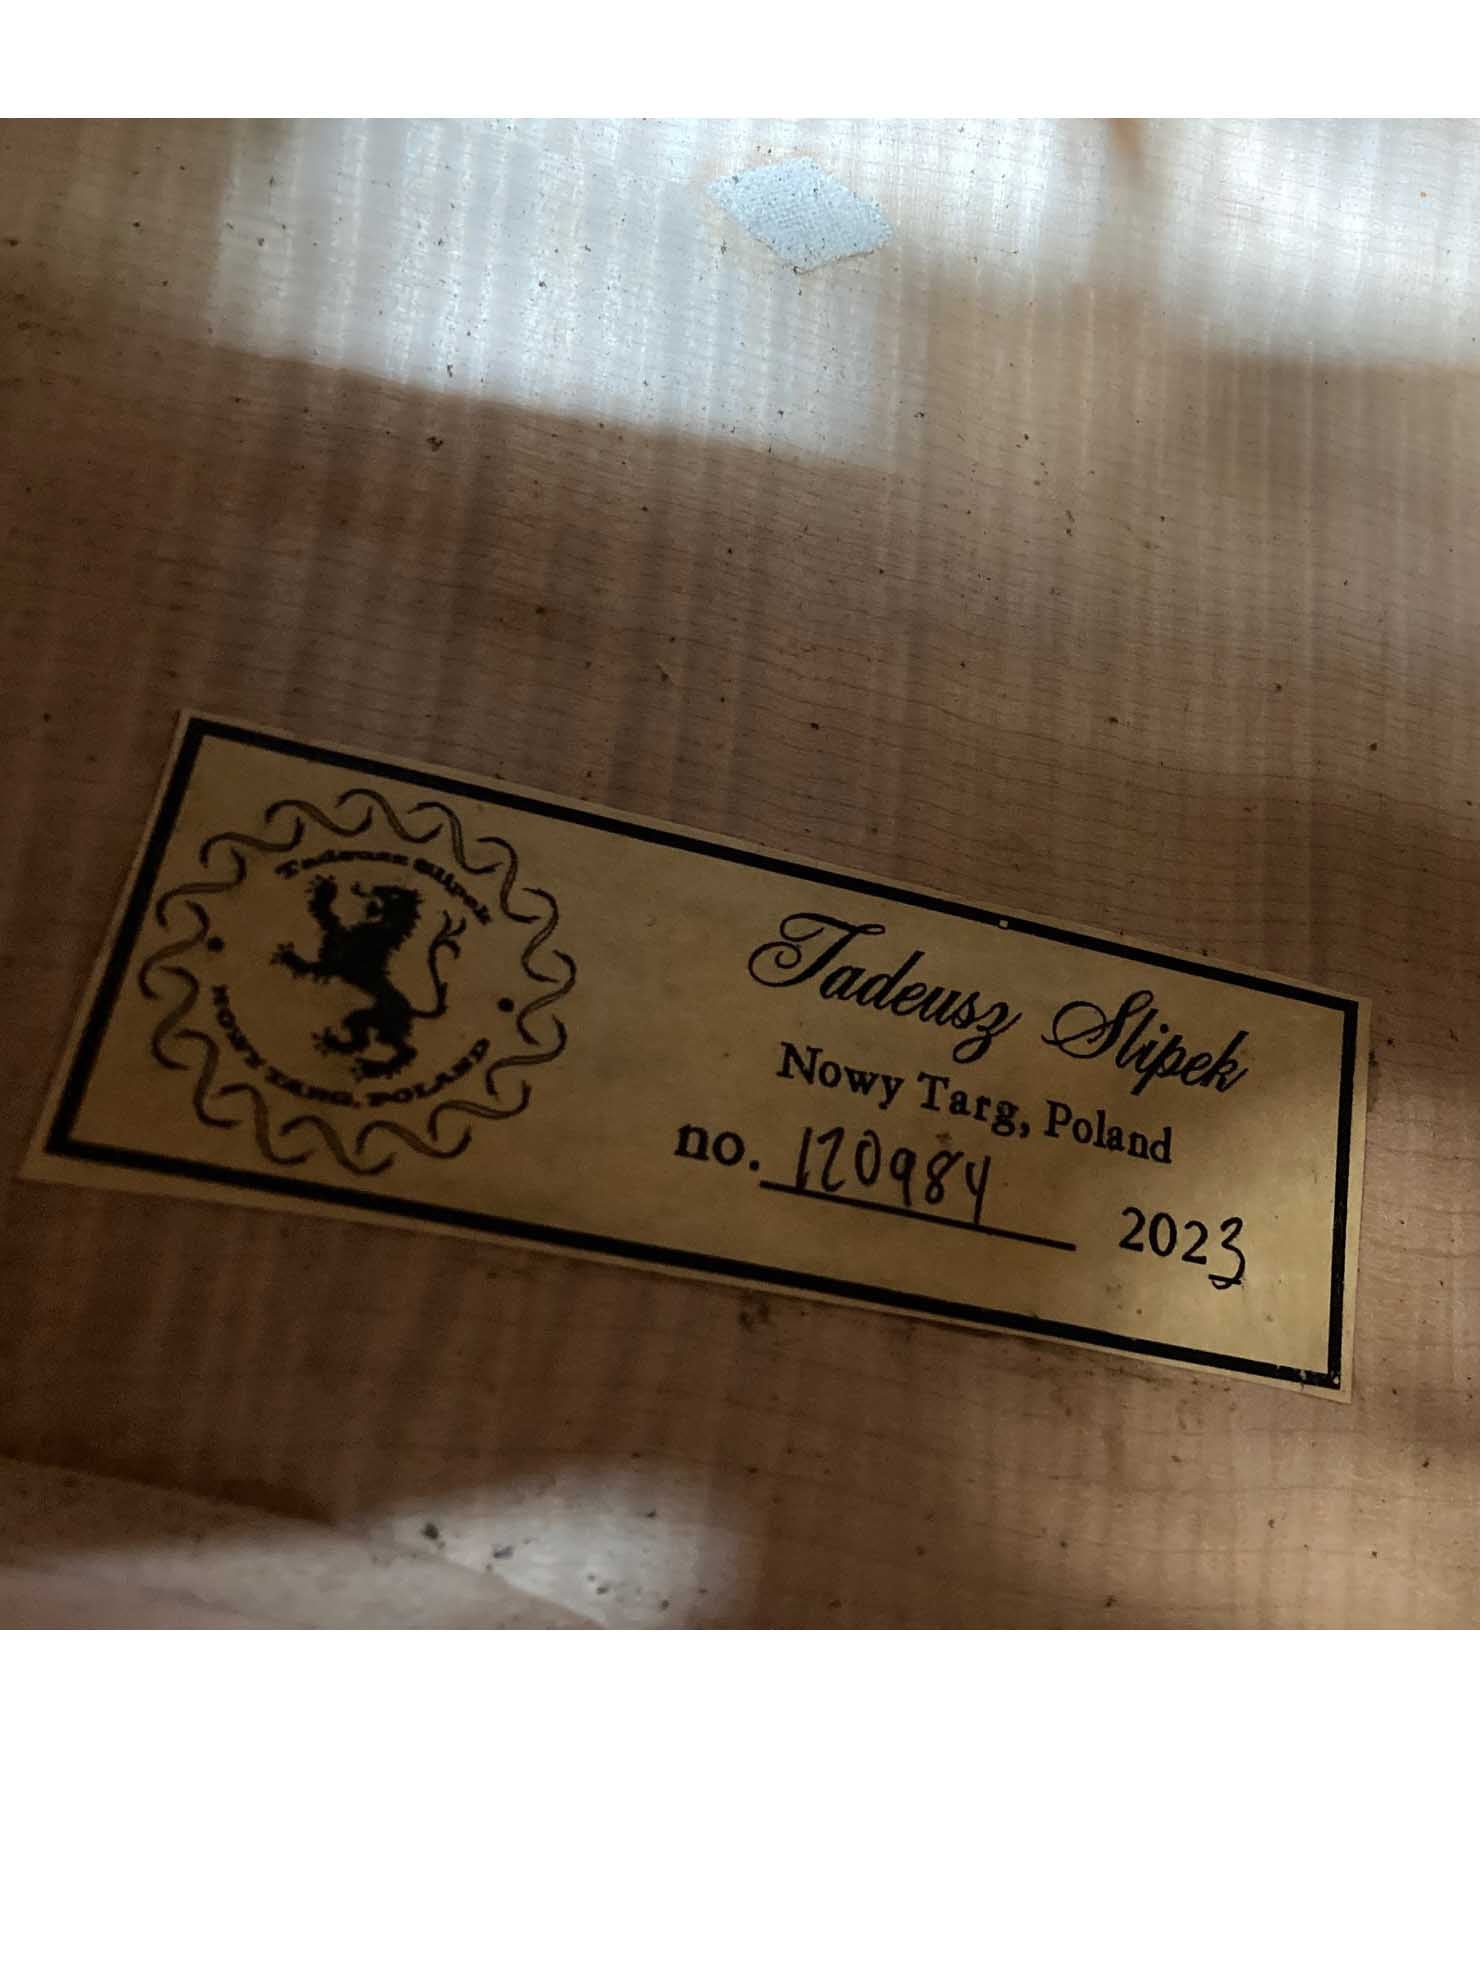 Tadeusz Slipek
NOWY TARG, POLAND
Tadeusz Slipek
Nowy Targ, Poland
no. 120984
2023